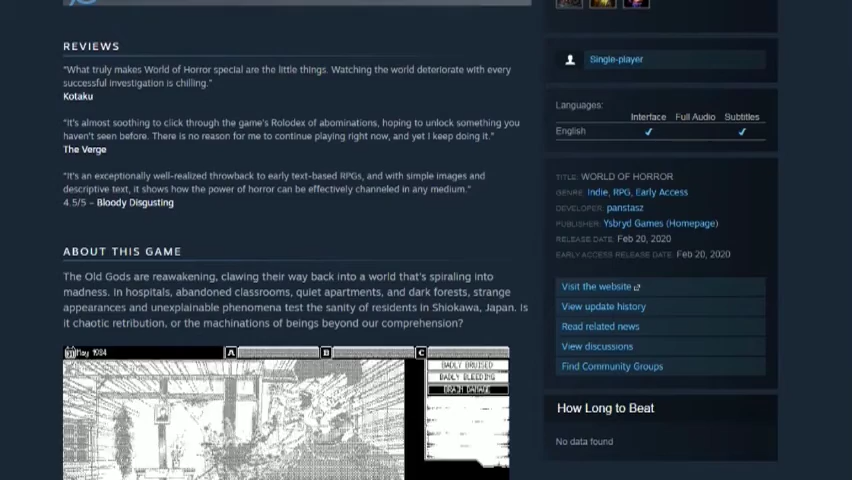 REVIEWS
“What truly makes World of Horror special are the little things. Watching the world deteriorate with every
successful investigation is chilling.”
Kotaku
“It's almost soothing to click through the game's Rolodex of abominations, hoping to unlock something you
haven't seen before. There is no reason for me to continue playing right now, and yet I keep doing it.”
The Verge
“It's an exceptionally well-realized throwback to early text-based RPGs, and with simple images and
descriptive text, it shows how the power of horror can be effectively channeled in any medium.”
4.5/5 – Bloody Disgusting
ABOUT THIS GAME
The Old Gods are reawakening, clawing their way back into a world that's spiraling into
madness. In hospitals, abandoned classrooms, quiet apartments, and dark forests, strange
appearances and unexplainable phenomena test the sanity of residents in Shiokawa, Japan. Is
it chaotic retribution, or the machinations of beings beyond our comprehension?
May 1984
A
B
C
BADLY BRUISED
BADLY BLEEDING
BRAIN DAMAGE
Single-player
Languages:
Interface Full Audio Subtitles
English ✔ ✔
TITLE: WORLD OF HORROR
GENRE: Indie, RPG, Early Access
DEVELOPER: panstasz
PUBLISHER: Ysbryd Games (Homepage)
RELEASE DATE: Feb 20, 2020
EARLY ACCESS RELEASE DATE: Feb 20, 2020
Visit the website
View update history
Read related news
View discussions
Find Community Groups
How Long to Beat
No data found